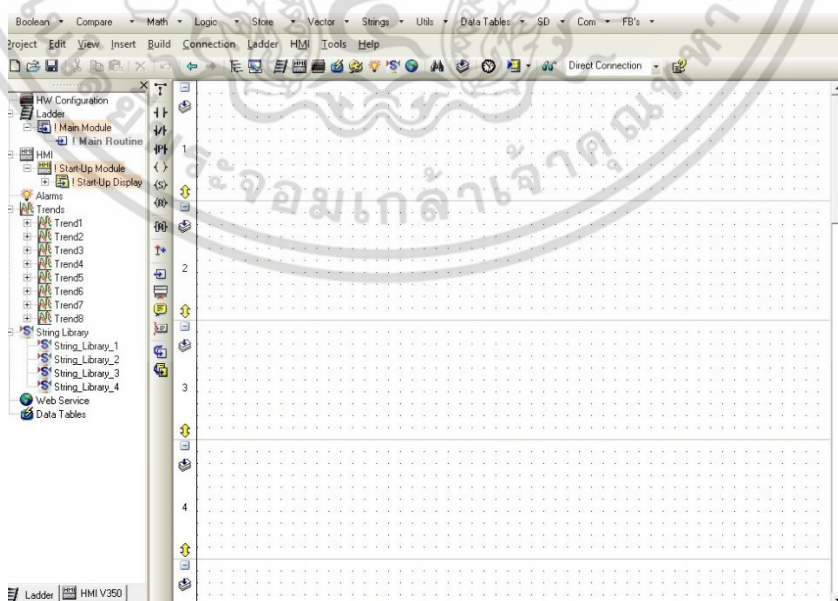 Boolean Compare Math Logic Store Vector Strings Utils Data Tables SD Com FB's
Project Edit View Insert Build Connection Ladder HMI Tools Help
Direct Connection
HW Configuration
Ladder
! Main Module
! Main Routine
HMI
! Start-Up Module
! Start-Up Display
Alarms
Trends
Trend1
Trend2
Trend3
Trend4
Trend5
Trend6
Trend7
Trend8
String Library
String_Library_1
String_Library_2
String_Library_3
String_Library_4
Web Service
Data Tables
1
2
3
4
Ladder HMI V350